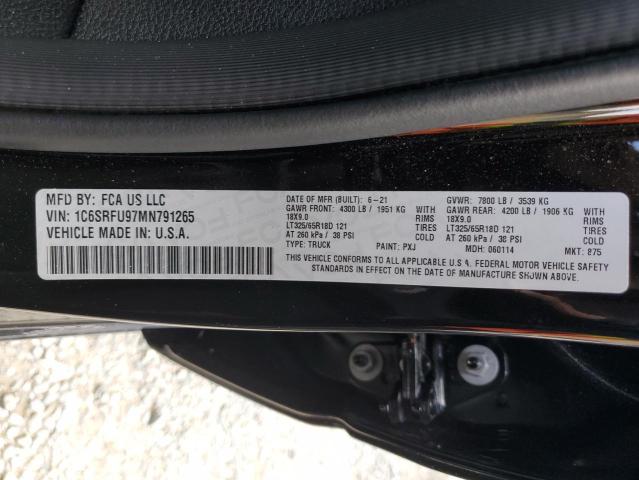 MFD BY: FCA US LLC
VIN: 1C6SRFU97MN791265
VEHICLE MADE IN: U.S.A.
DATE OF MFR (BUILT): 6-21 GVWR: 7800 LB / 3539 KG
GAWR FRONT: 4300 LB / 1951 KG WITH GAWR REAR: 4200 LB / 1906 KG WITH
18X9.0 RIMS 18X9.0 RIMS
LT325/65R18D 121 TIRES LT325/65R18D 121 TIRES
AT 260 kPa / 38 PSI COLD AT 260 kPa / 38 PSI COLD
TYPE: TRUCK PAINT: PXJ MDH: 060114 MKT: 875
THIS VEHICLE CONFORMS TO ALL APPLICABLE U.S.A. FEDERAL MOTOR VEHICLE SAFETY
STANDARDS IN EFFECT ON THE DATE OF MANUFACTURE SHOWN ABOVE.